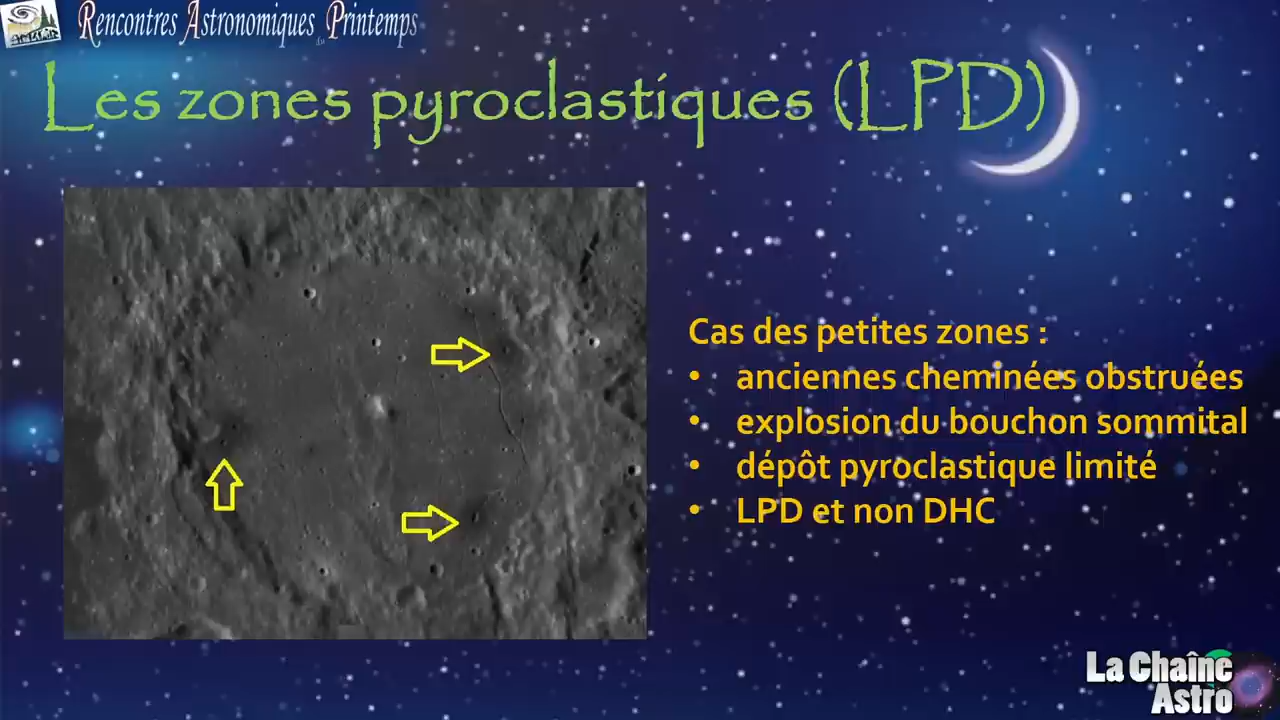 Rencontres Astronomiques du Printemps
Les zones pyroclastiques (LPD)
Cas des petites zones :
• anciennes cheminées obstruées
• explosion du bouchon sommital
• dépôt pyroclastique limité
• LPD et non DHC
La Chaîne
Astro